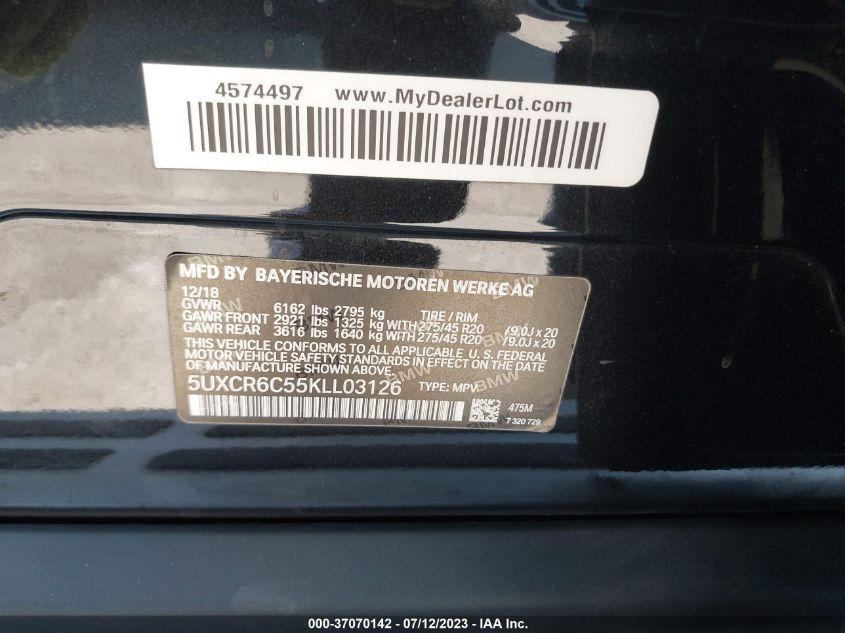 4574497 www.MyDealerLot.com
MFD BY BAYERISCHE MOTOREN WERKE AG
12/18
GVWR 6162 lbs 2795 kg TIRE / RIM
GAWR FRONT 2921 lbs 1325 kg WITH 275/45 R20 /9.0J x 20
GAWR REAR 3616 lbs 1640 kg WITH 275/45 R20 /9.0J x 20
THIS VEHICLE CONFORMS TO ALL APPLICABLE U. S. FEDERAL
MOTOR VEHICLE SAFETY STANDARDS IN EFFECT ON THE DATE
OF MANUFACTURE SHOWN ABOVE.
5UXCR6C55KLL03126 TYPE: MPV
475M
7 320 729
000-37070142 - 07/12/2023 - IAA Inc.